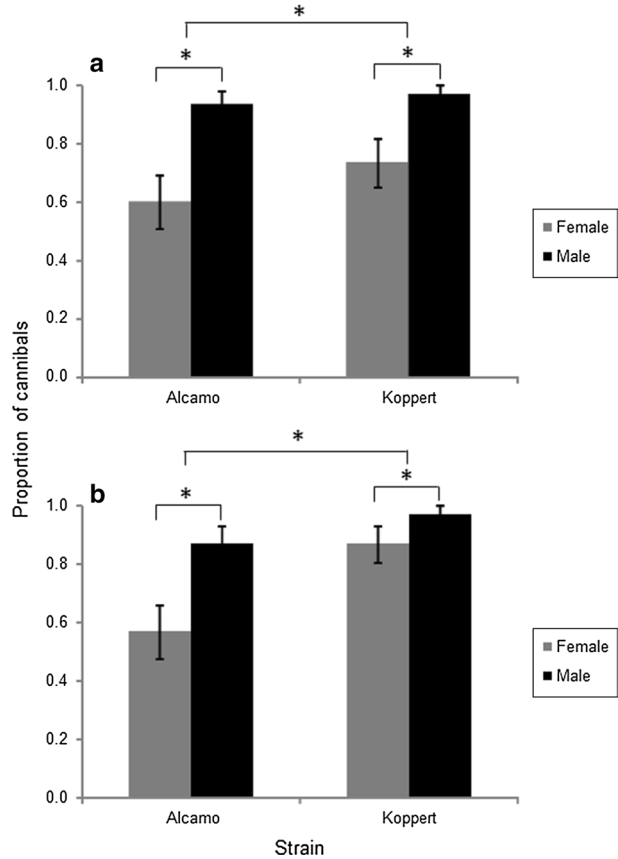 *
a
* *
1.0
0.8
0.6
0.4
0.2
0.0
Alcamo Koppert
Female
Male
Proportion of cannibals
*
b
* *
1.0
0.8
0.6
0.4
0.2
0.0
Alcamo Koppert
Female
Male
Strain